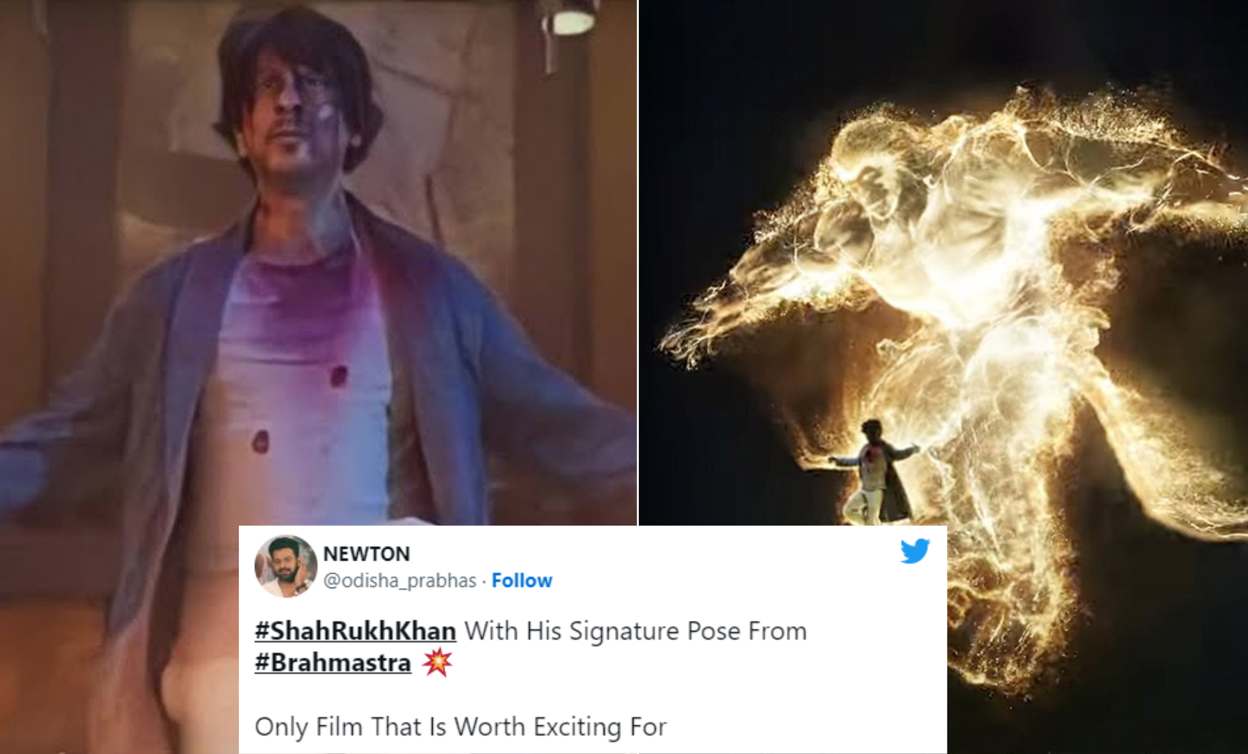 NEWTON
@odisha_prabhas · Follow
#ShahRukhKhan With His Signature Pose From
#Brahmastra 💥
Only Film That Is Worth Exciting For